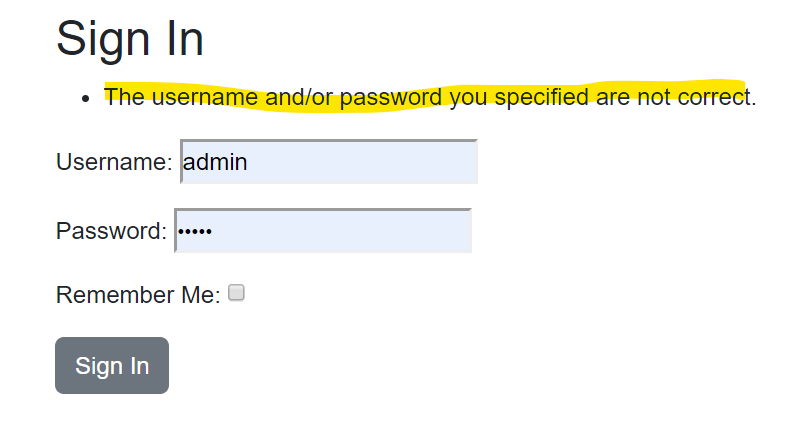 Sign In
• The username and/or password you specified are not correct.
Username: admin
Password: •••••
Remember Me:
Sign In